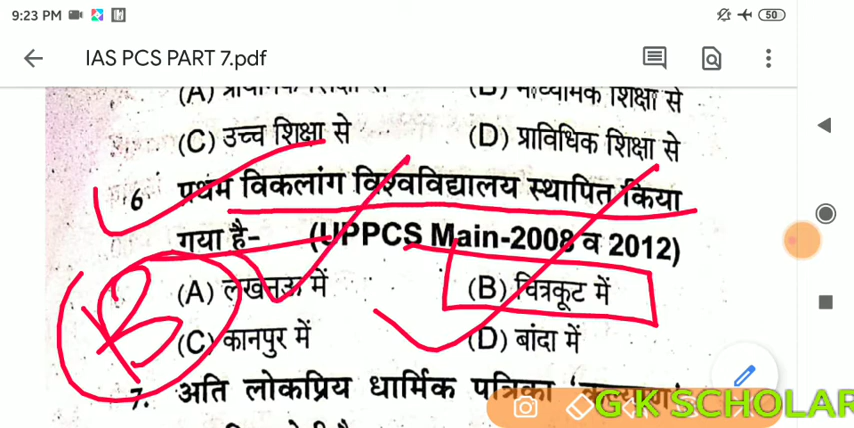 9:23 PM 50
IAS PCS PART 7.pdf
(C) उच्च शिक्षा से (D) प्राविधिक शिक्षा से
6 प्रथम विकलांग विश्वविद्यालय स्थापित किया
गया है- (UPPCS Main-2008 व 2012)
B
(A) लखनऊ में (B) चित्रकूट में
(C) कानपुर में (D) बांदा में
7. अति लोकप्रिय धार्मिक पत्रिका 'कल्याण'
G K SCHOLAR